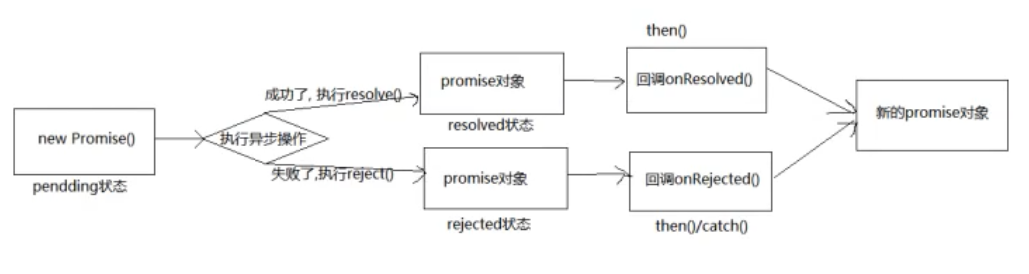 then()
成功了, 执行resolve()
promise对象
回调onResolved()
resolved状态
new Promise()
pendding状态
执行异步操作
新的promise对象
失败了,执行reject()
promise对象
回调onRejected()
rejected状态
then()/catch()